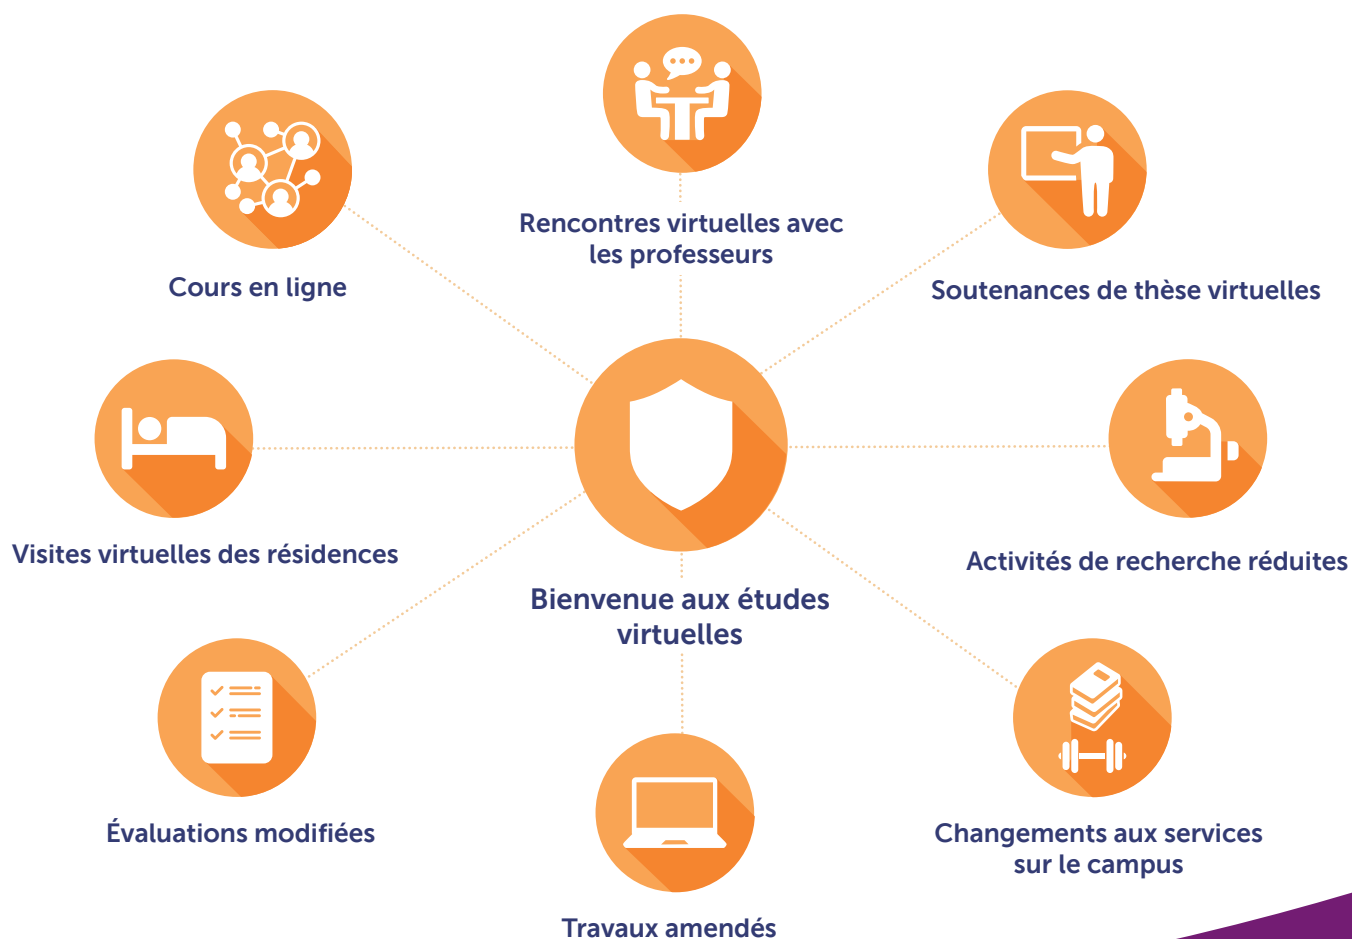 Rencontres virtuelles avec
les professeurs
Cours en ligne
Soutenances de thèse virtuelles
Visites virtuelles des résidences
Activités de recherche réduites
Bienvenue aux études
virtuelles
Évaluations modifiées
Changements aux services
sur le campus
Travaux amendés